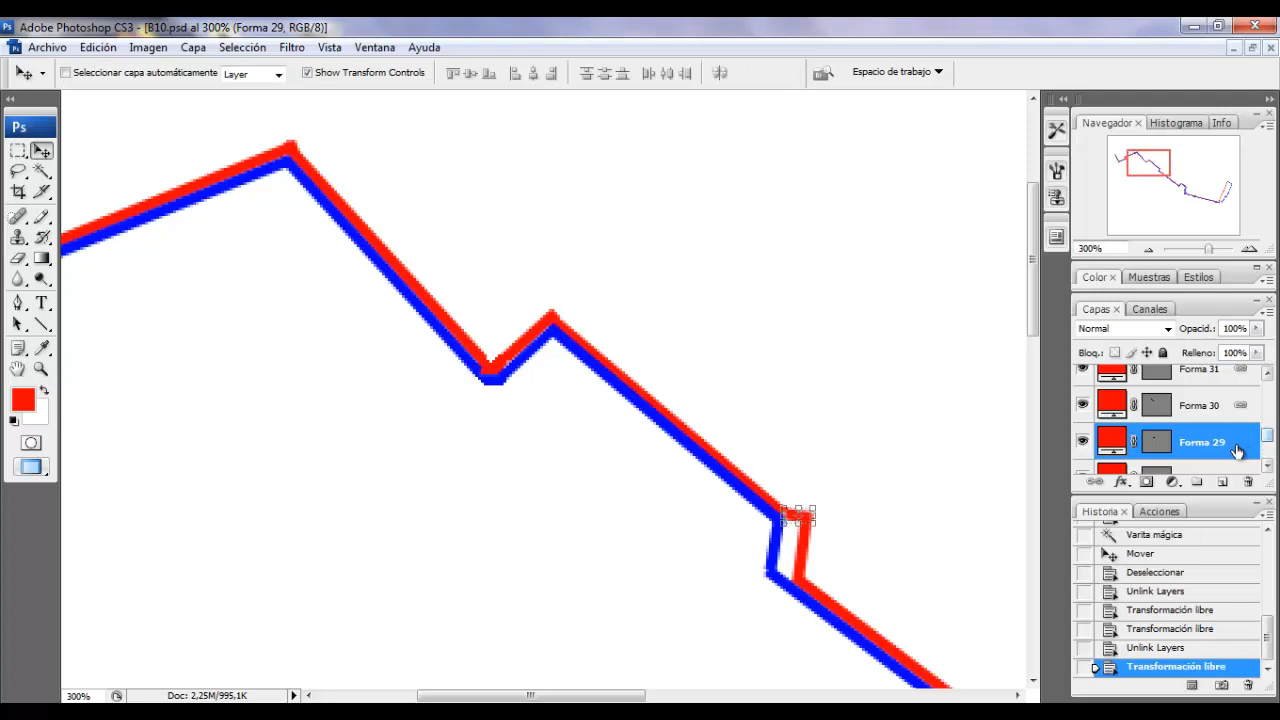 Ps Adobe Photoshop CS3 - [B10.psd al 300% (Forma 29, RGB/8)]
Ps Archivo Edición Imagen Capa Selección Filtro Vista Ventana Ayuda
Seleccionar capa automáticamente Layer Show Transform Controls Espacio de trabajo
Ps
T
Navegador Histograma Info
300%
Color Muestras Estilos
Capas Canales
Normal Opacid.: 100%
Bloq.: Relleno: 100%
Forma 31
Forma 30
Forma 29
fx
Historia Acciones
Varita mágica
Mover
Deseleccionar
Unlink Layers
Transformación libre
Transformación libre
Unlink Layers
Transformación libre
300% Doc: 2,25M/995,1K